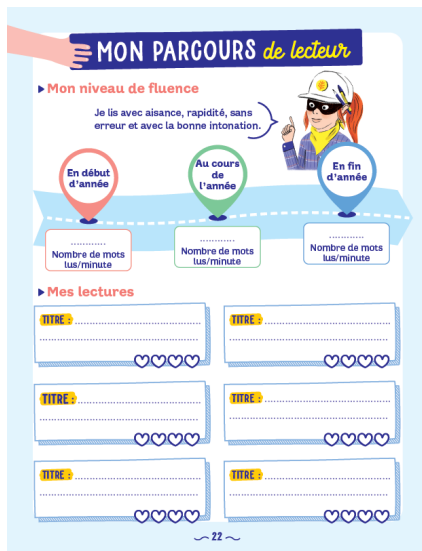 MON PARCOURS de lecteur
Mon niveau de fluence
Je lis avec aisance, rapidité, sans
erreur et avec la bonne intonation.
En début
d'année
Au cours
de
l'année
En fin
d'année
............
Nombre de mots
lus/minute
............
Nombre de mots
lus/minute
............
Nombre de mots
lus/minute
Mes lectures
TITRE :
TITRE :
TITRE :
TITRE :
TITRE :
TITRE :
22